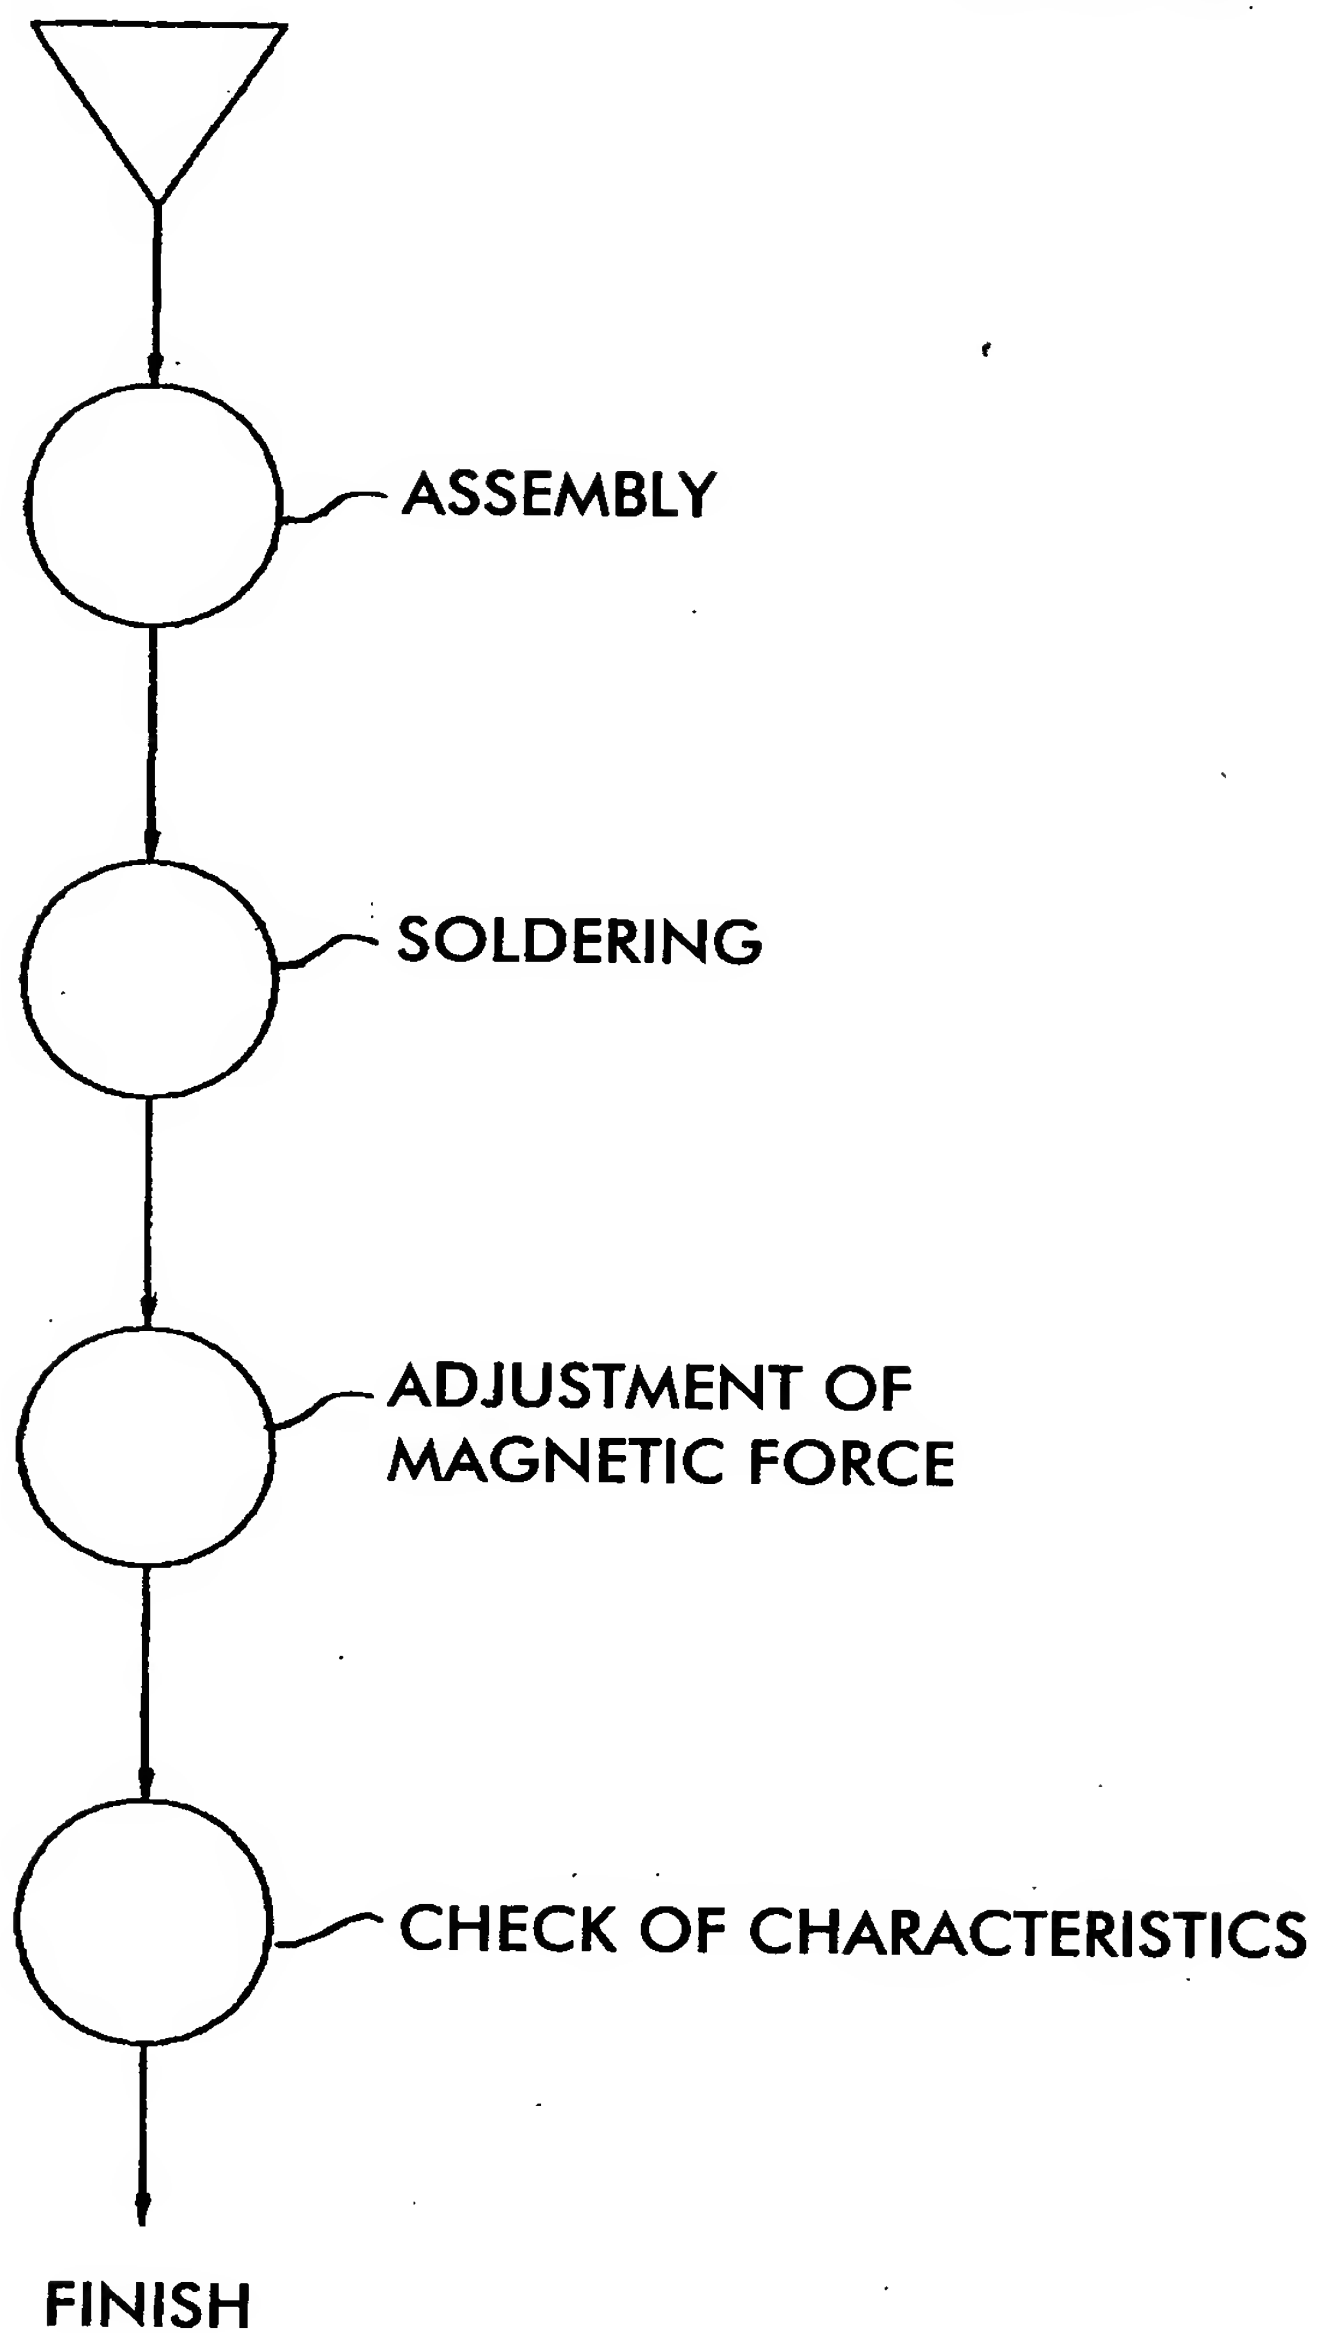 ASSEMBLY
SOLDERING
ADJUSTMENT OF
MAGNETIC FORCE
CHECK OF CHARACTERISTICS
FINISH